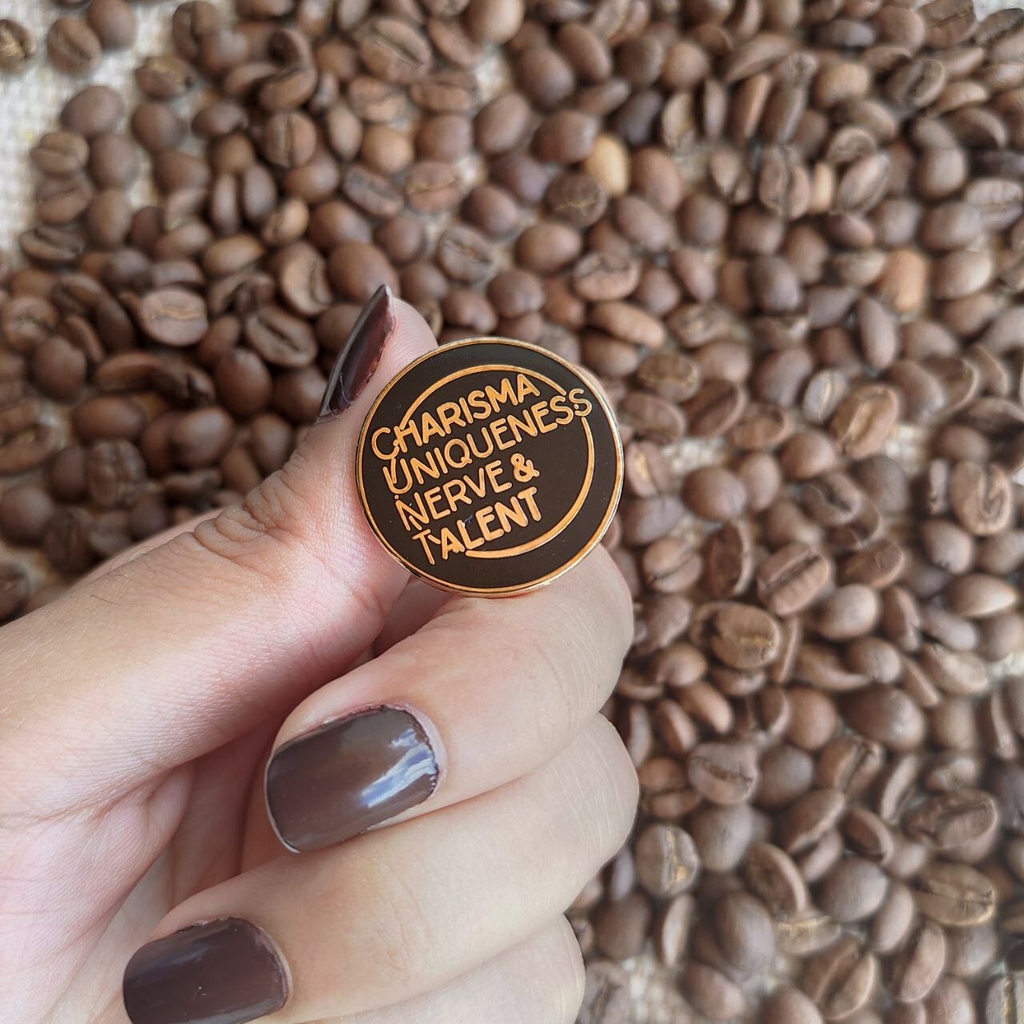 CHARISMA
UNIQUENESS
NERVE &
TALENT